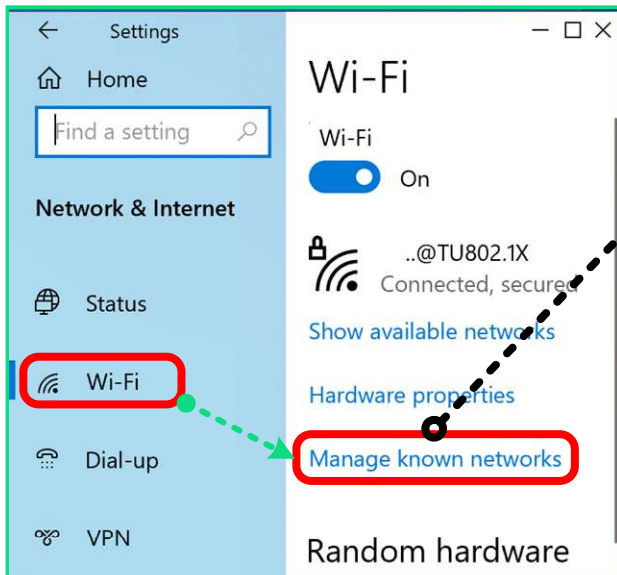 Settings
Home
Find a setting
Network & Internet
Status
Wi-Fi
Dial-up
VPN
Wi-Fi
Wi-Fi
On
..@TU802.1X
Connected, secured
Show available networks
Hardware properties
Manage known networks
Random hardware